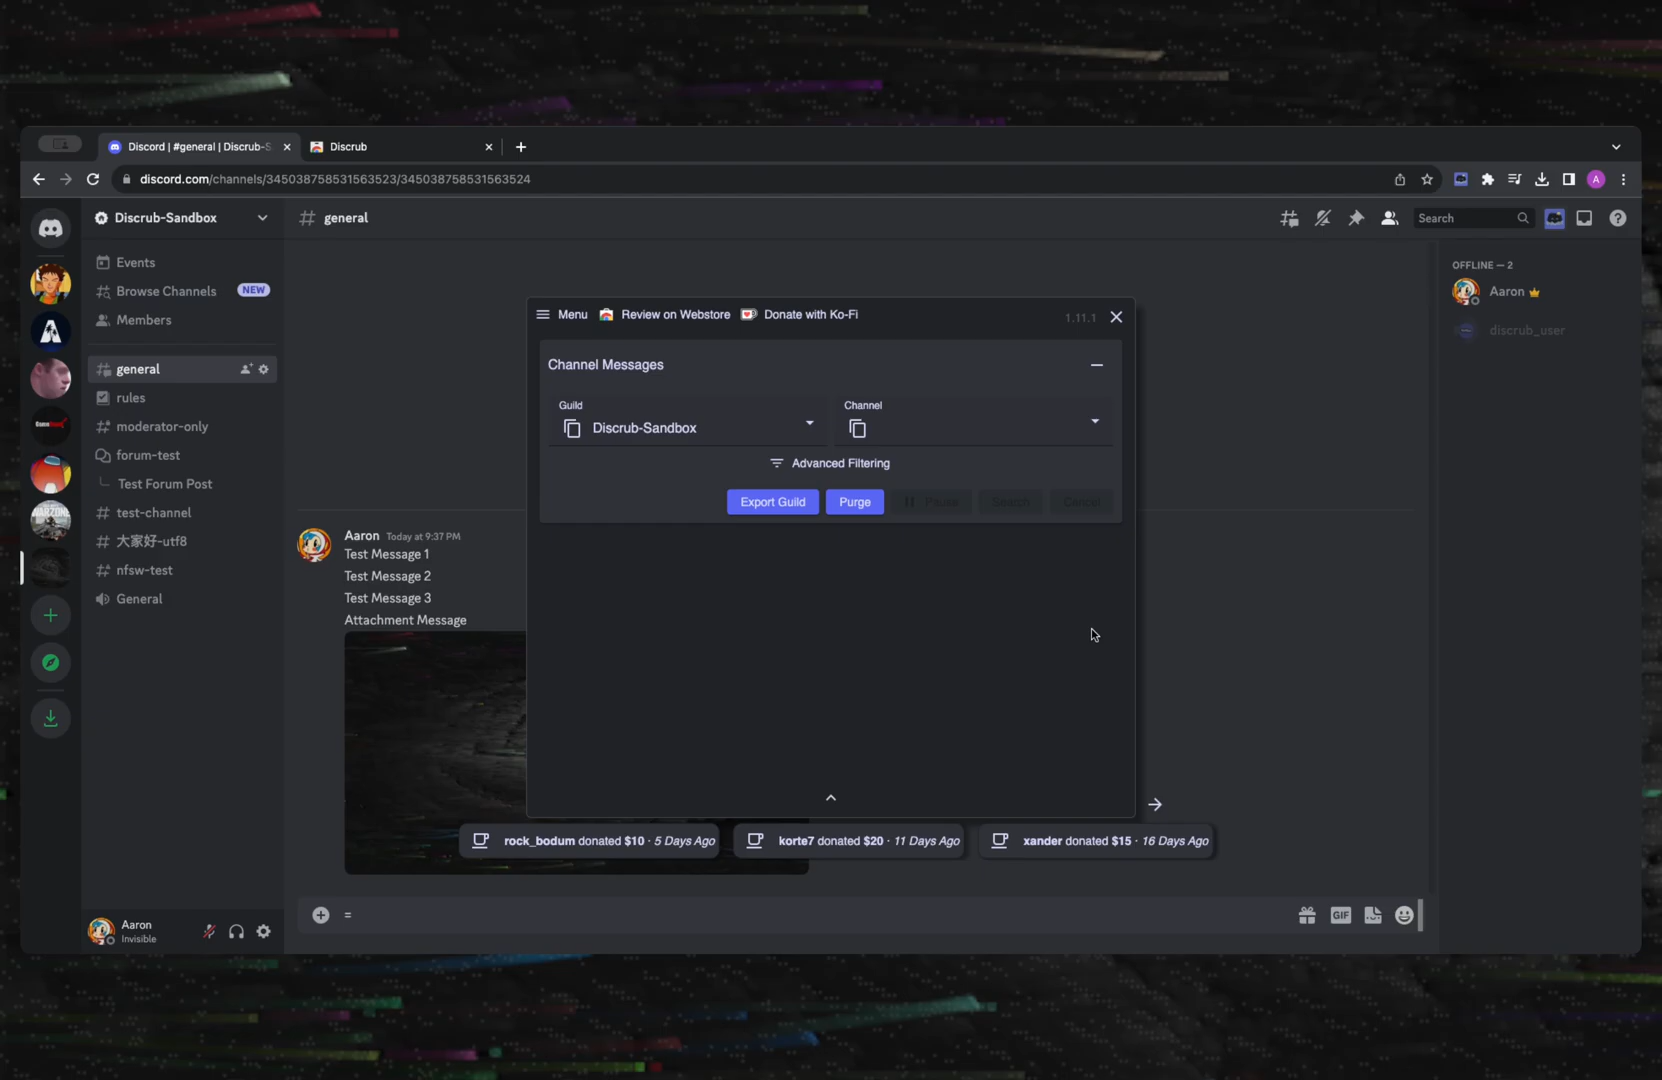 Discord | #general | Discrub-S
Discrub
discord.com/channels/345038758531563523/345038758531563524
A
Discrub-Sandbox
general
Search
Events
Browse Channels
NEW
Members
general
rules
moderator-only
forum-test
Test Forum Post
test-channel
大家好-utf8
nfsw-test
General
OFFLINE — 2
Aaron
discrub_user
Menu
Review on Webstore
Donate with Ko-Fi
1.11.1
Channel Messages
Guild
Discrub-Sandbox
Channel
Advanced Filtering
Export Guild
Purge
Pause
Search
Cancel
Aaron Today at 9:37 PM
Test Message 1
Test Message 2
Test Message 3
Attachment Message
rock_bodum donated $10 · 5 Days Ago
korte7 donated $20 · 11 Days Ago
xander donated $15 · 16 Days Ago
=
GIF
Aaron
Invisible